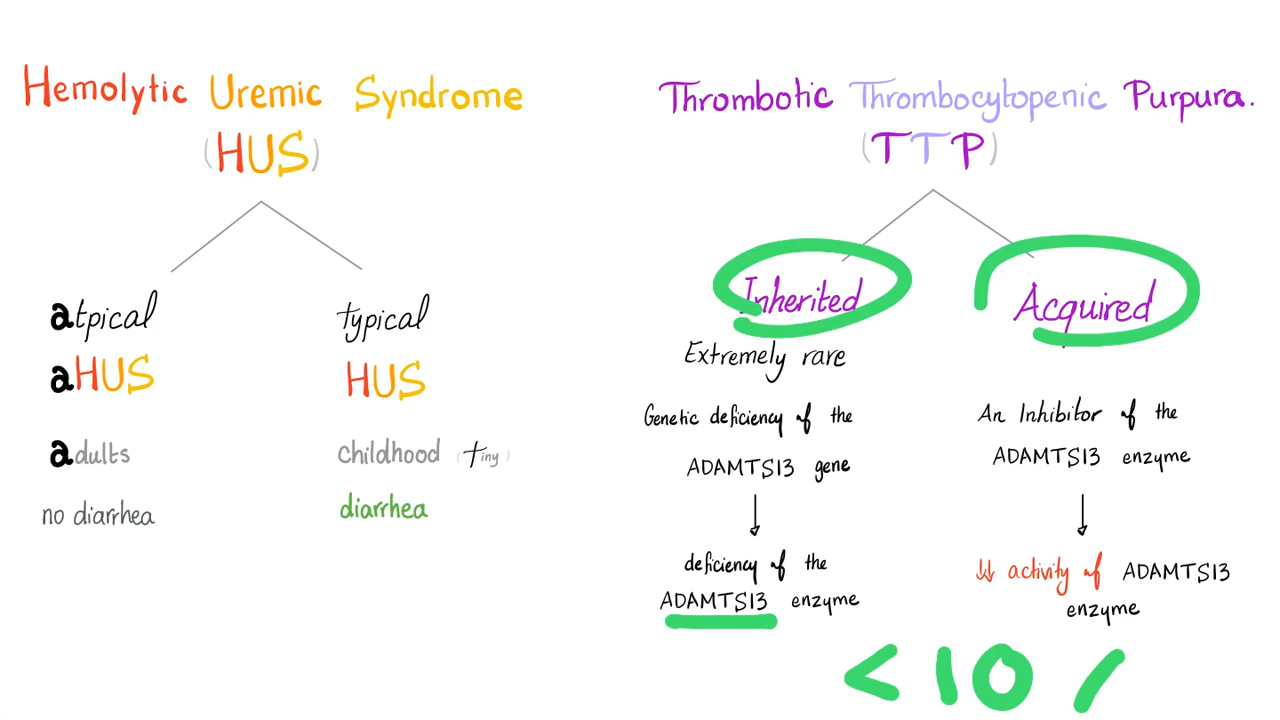 Hemolytic Uremic Syndrome
(HUS)
atpical
aHUS
adults
no diarrhea
typical
HUS
childhood (tiny)
diarrhea
Thrombotic Thrombocytopenic Purpura.
(TTP)
Inherited
Extremely rare
Genetic deficiency of the
ADAMTS13 gene
deficiency of the
ADAMTS13 enzyme
Acquired
An Inhibitor of the
ADAMTS13 enzyme
↓↓ activity of ADAMTS13
enzyme
< 10 /